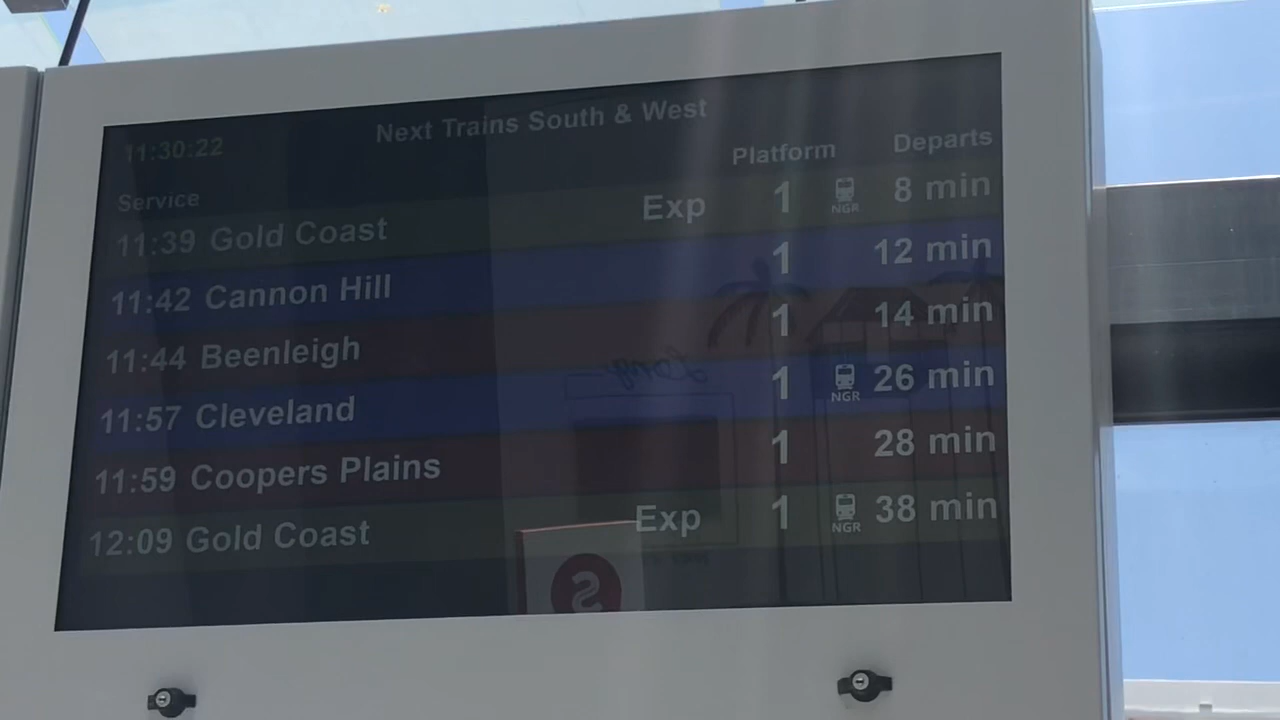 Next Trains South & West
11:30:22
Service Platform Departs
11:39 Gold Coast Exp 1 NGR 8 min
11:42 Cannon Hill 1 12 min
11:44 Beenleigh 1 14 min
11:57 Cleveland 1 NGR 26 min
11:59 Coopers Plains 1 28 min
12:09 Gold Coast Exp 1 NGR 38 min